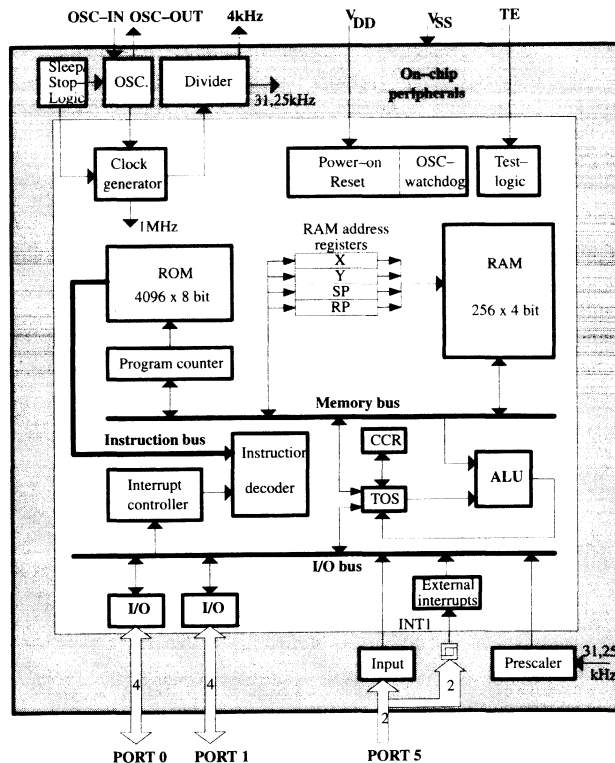 OSC–IN OSC–OUT
4kHz
VDD
VSS
TE
Sleep
Stop–
Logic
OSC.
Divider
31,25kHz
On–chip
peripherals
Clock
generator
1MHz
Power–on
Reset
OSC–
watchdog
Test–
logic
RAM address
registers
X
Y
SP
RP
ROM
4096 x 8 bit
RAM
256 x 4 bit
Program counter
Memory bus
Instruction bus
Instruction
decoder
CCR
TOS
ALU
Interrupt
controller
I/O bus
I/O
I/O
External
interrupts
INT1
Input
Prescaler
31,25
kHz
4
4
2
2
PORT 0
PORT 1
PORT 5